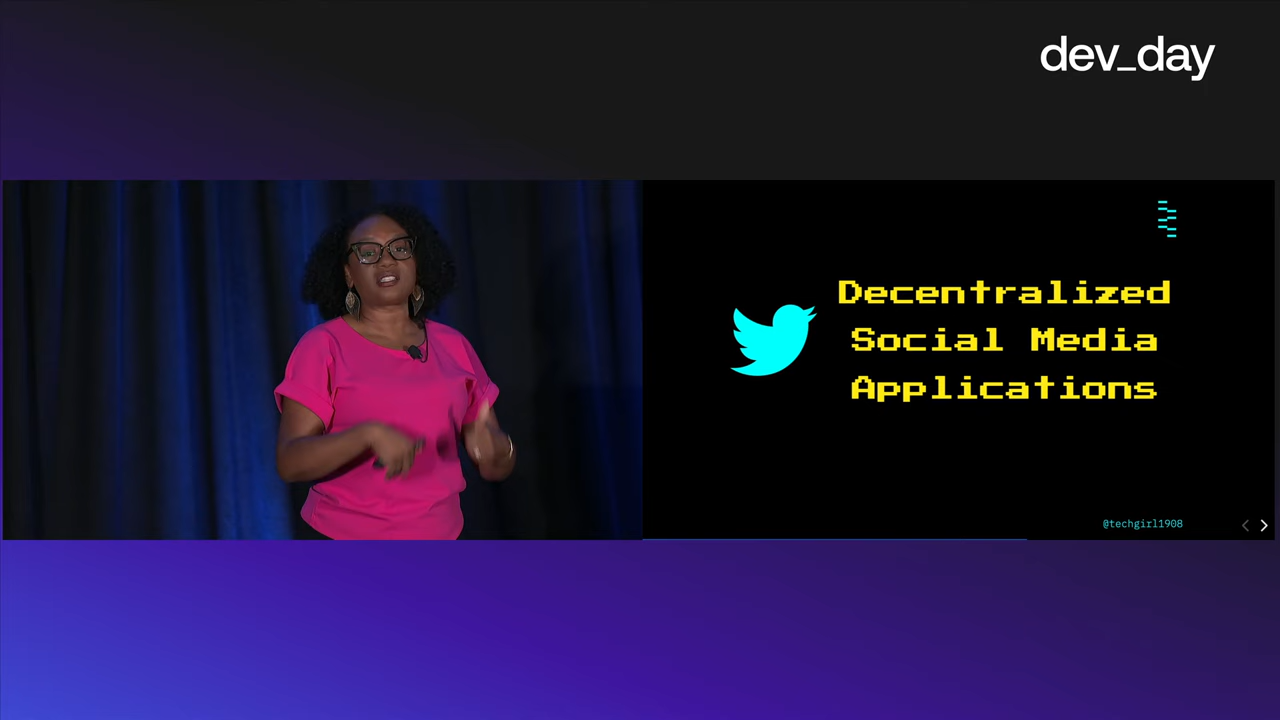 dev_day
Decentralized
Social Media
Applications
@techgirl1908